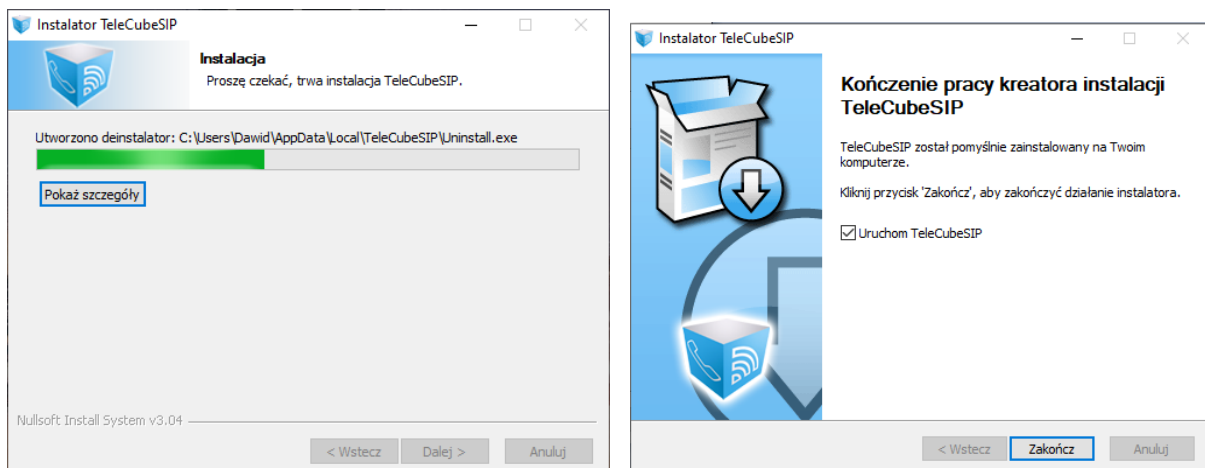 Instalator TeleCubeSIP
Instalacja
Proszę czekać, trwa instalacja TeleCubeSIP.
Utworzono deinstalator: C:\Users\Dawid\AppData\Local\TeleCubeSIP\Uninstall.exe
Pokaż szczegóły
Nullsoft Install System v3.04
< Wstecz
Dalej >
Anuluj
Instalator TeleCubeSIP
Kończenie pracy kreatora instalacji
TeleCubeSIP
TeleCubeSIP został pomyślnie zainstalowany na Twoim
komputerze.
Kliknij przycisk 'Zakończ', aby zakończyć działanie instalatora.
Uruchom TeleCubeSIP
< Wstecz
Zakończ
Anuluj